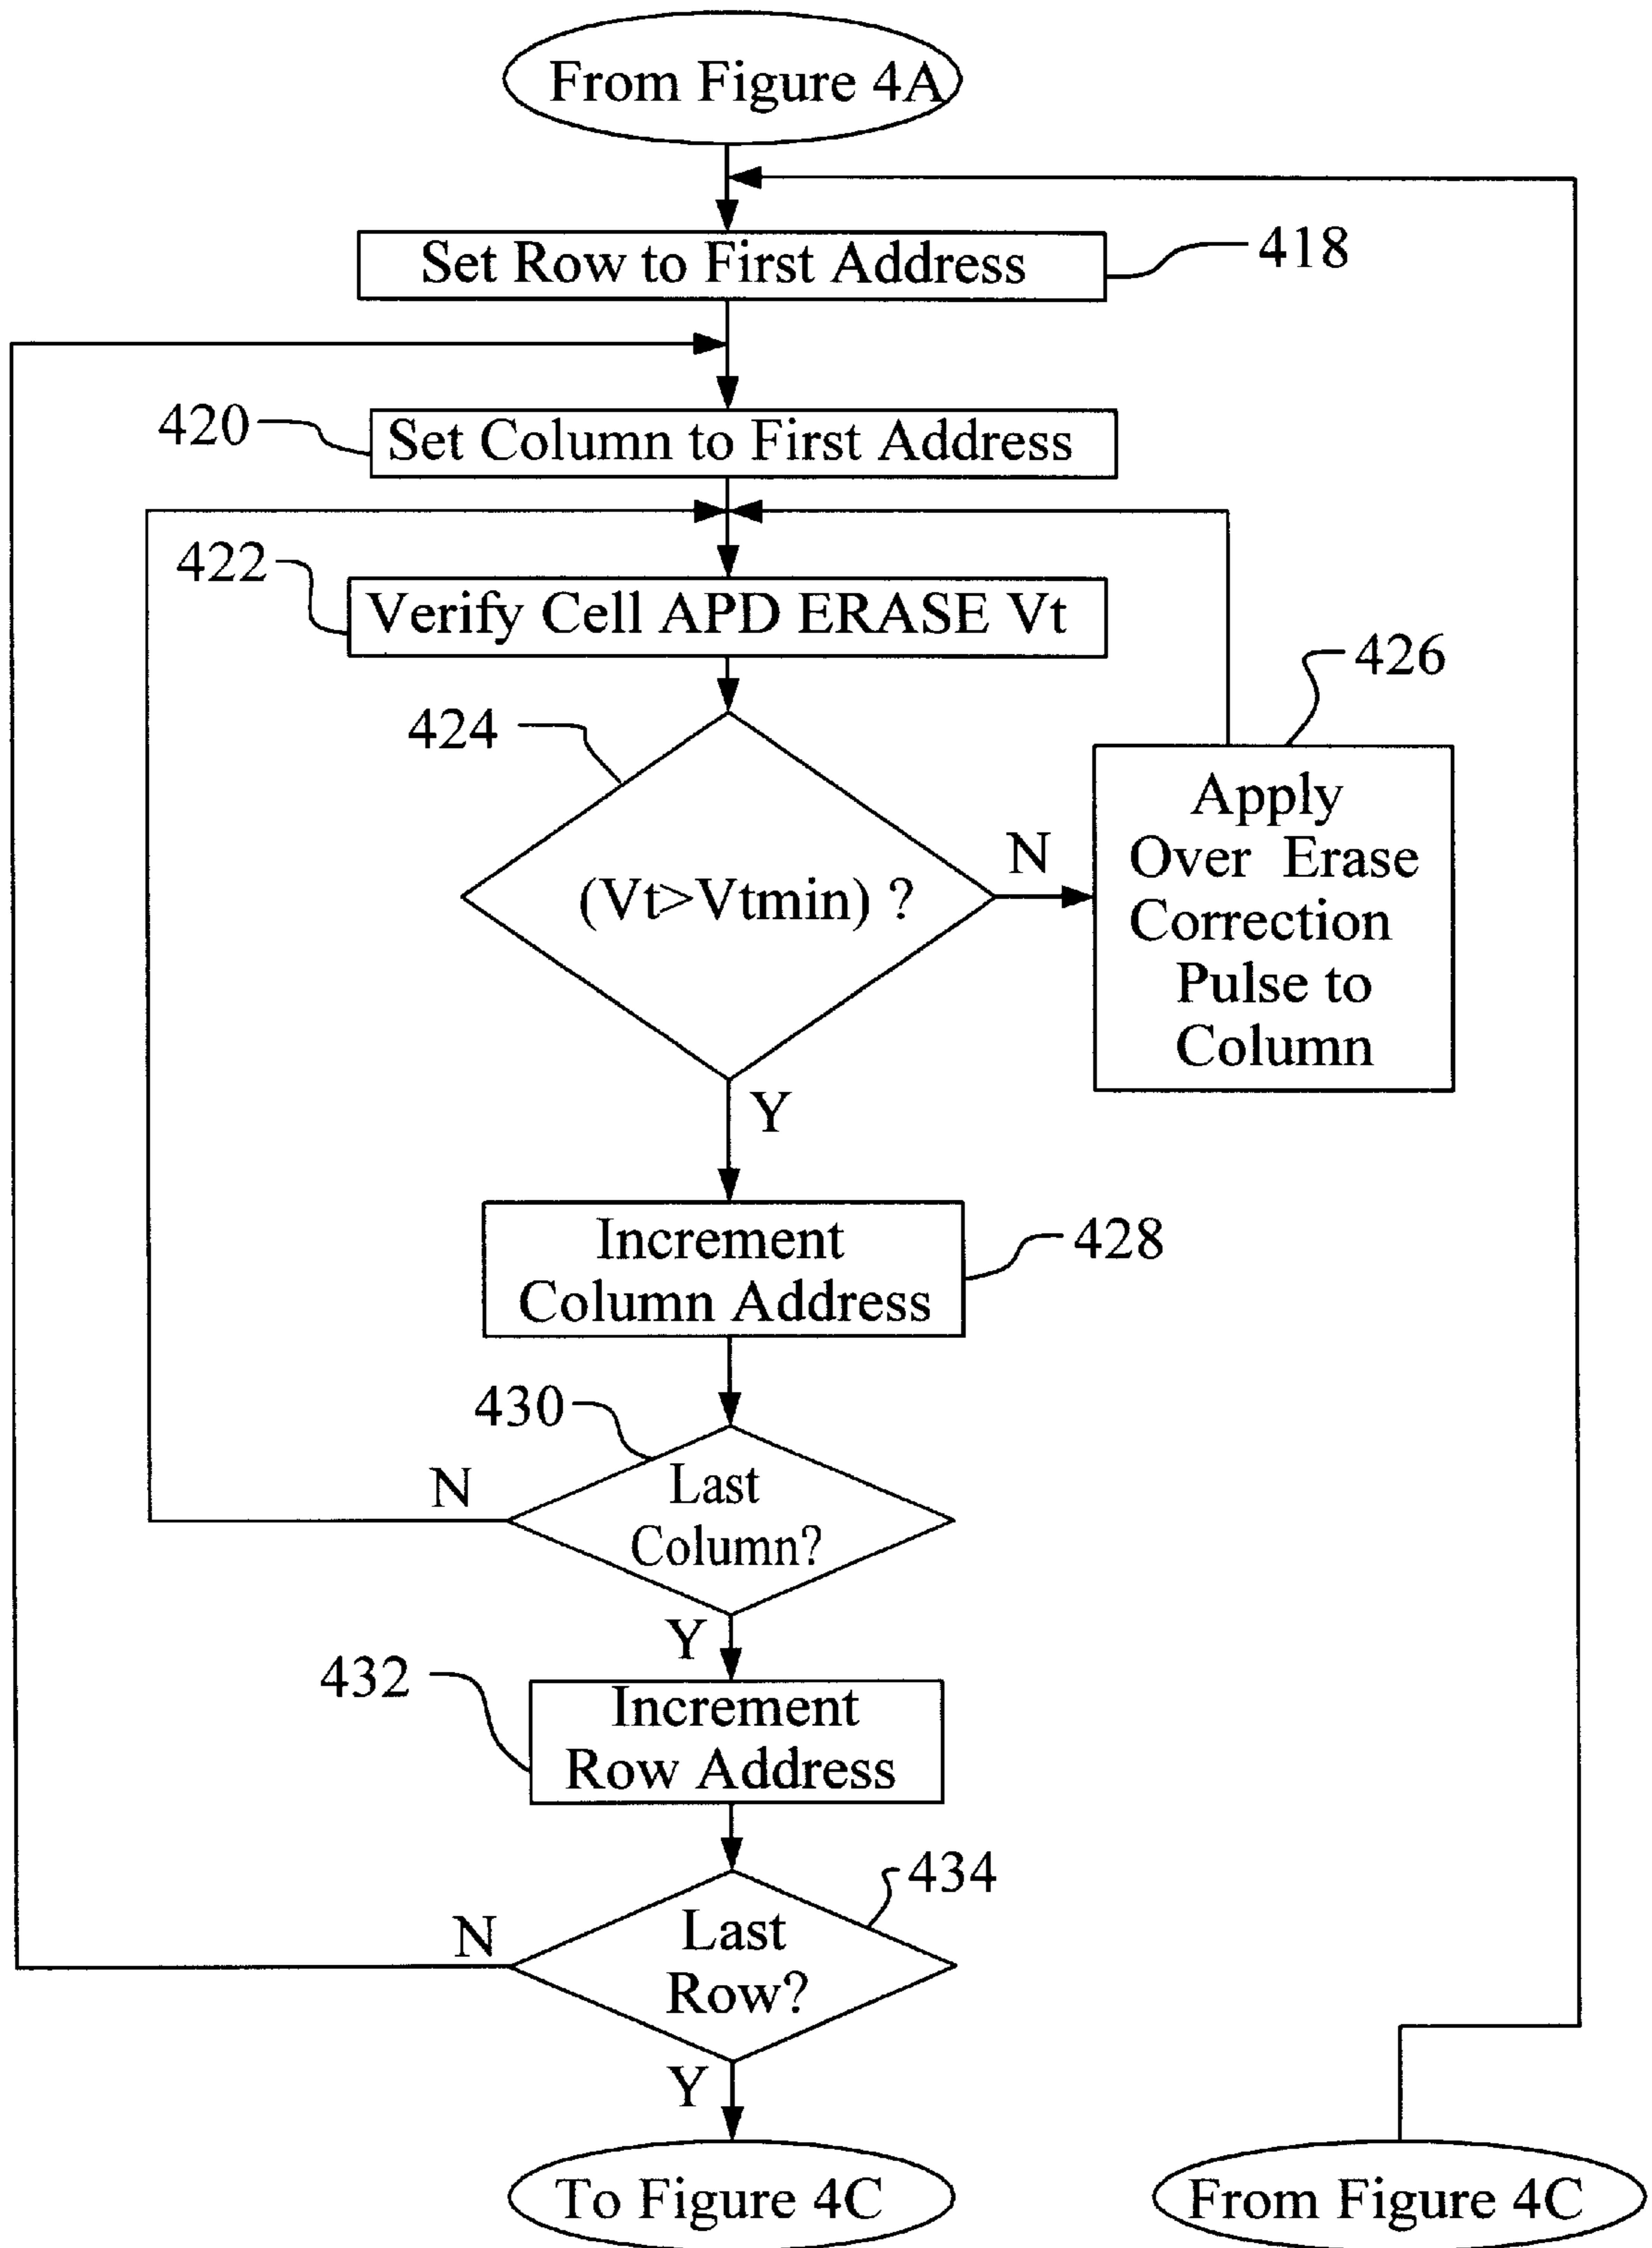 From Figure 4A
Set Row to First Address
418
420
Set Column to First Address
422
Verify Cell APD ERASE Vt
426
424
Apply
Over Erase
Correction
Pulse to
Column
N
(Vt>Vtmin) ?
Y
Increment
Column Address
428
430
N
Last
Column?
Y
432
Increment
Row Address
434
N
Last
Row?
Y
To Figure 4C
From Figure 4C